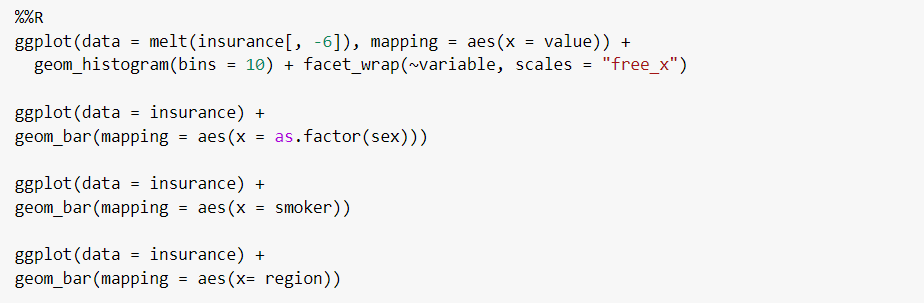 %%R
ggplot(data = melt(insurance[, -6]), mapping = aes(x = value)) +
  geom_histogram(bins = 10) + facet_wrap(~variable, scales = "free_x")

ggplot(data = insurance) +
geom_bar(mapping = aes(x = as.factor(sex)))

ggplot(data = insurance) +
geom_bar(mapping = aes(x = smoker))

ggplot(data = insurance) +
geom_bar(mapping = aes(x= region))